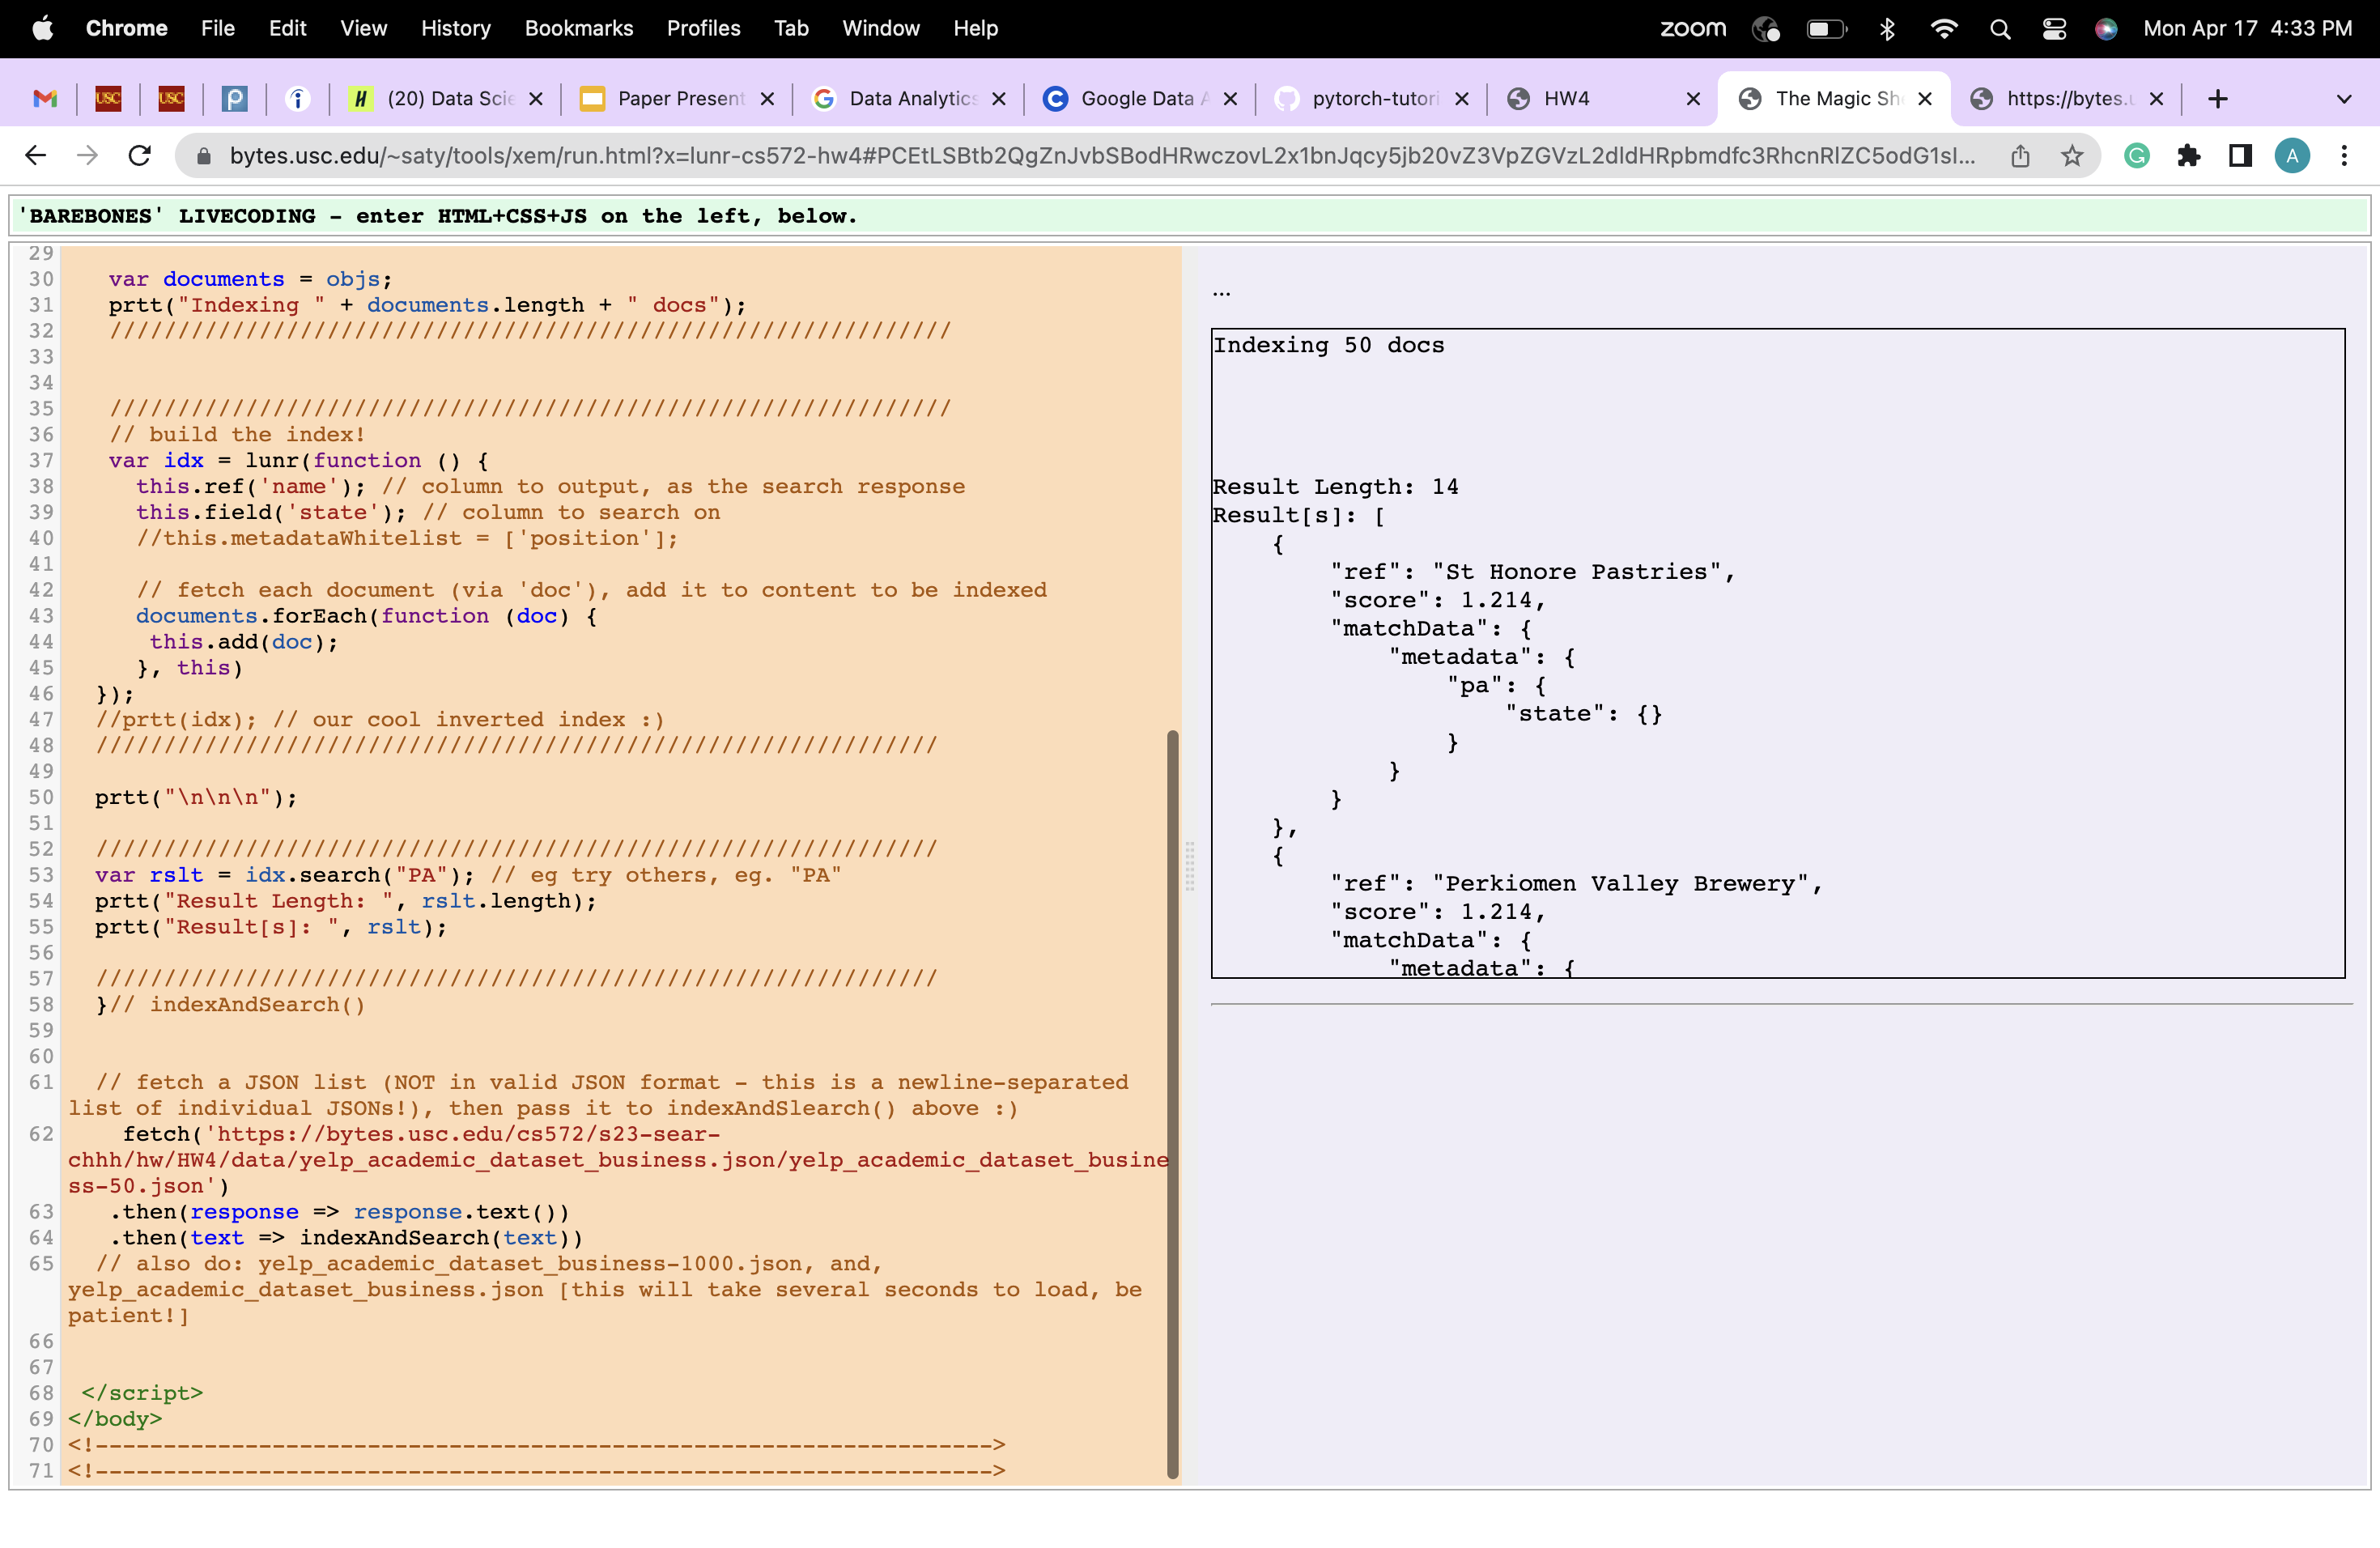 Chrome File Edit View History Bookmarks Profiles Tab Window Help zoom Mon Apr 17 4:33 PM
USC USC (20) Data Scie Paper Present Data Analytics Google Data A pytorch-tutori HW4 The Magic Sh https://bytes.u
bytes.usc.edu/~saty/tools/xem/run.html?x=lunr-cs572-hw4#PCEtLSBtb2QgZnJvbSBodHRwczovL2x1bnJqcy5jb20vZ3VpZGVzL2dldHRpbmdfc3RhcnRlZC5odG1sI...
A
'BAREBONES' LIVECODING - enter HTML+CSS+JS on the left, below.
29
30 var documents = objs;
31 prtt("Indexing " + documents.length + " docs");
32 //////////////////////////////////////////////////////////////
33
34
35 //////////////////////////////////////////////////////////////
36 // build the index!
37 var idx = lunr(function () {
38 this.ref('name'); // column to output, as the search response
39 this.field('state'); // column to search on
40 //this.metadataWhitelist = ['position'];
41
42 // fetch each document (via 'doc'), add it to content to be indexed
43 documents.forEach(function (doc) {
44 this.add(doc);
45 }, this)
46 });
47 //prtt(idx); // our cool inverted index :)
48 //////////////////////////////////////////////////////////////
49
50 prtt("\n\n\n");
51
52 //////////////////////////////////////////////////////////////
53 var rslt = idx.search("PA"); // eg try others, eg. "PA"
54 prtt("Result Length: ", rslt.length);
55 prtt("Result[s]: ", rslt);
56
57 //////////////////////////////////////////////////////////////
58 }// indexAndSearch()
59
60
61 // fetch a JSON list (NOT in valid JSON format - this is a newline-separated
list of individual JSONs!), then pass it to indexAndSlearch() above :)
62 fetch('https://bytes.usc.edu/cs572/s23-sear-
chhh/hw/HW4/data/yelp_academic_dataset_business.json/yelp_academic_dataset_busine
ss-50.json')
63 .then(response => response.text())
64 .then(text => indexAndSearch(text))
65 // also do: yelp_academic_dataset_business-1000.json, and,
yelp_academic_dataset_business.json [this will take several seconds to load, be
patient!]
66
67
68 </script>
69 </body>
70 <!------------------------------------------------------------------>
71 <!------------------------------------------------------------------>
...
Indexing 50 docs
Result Length: 14
Result[s]: [
{
"ref": "St Honore Pastries",
"score": 1.214,
"matchData": {
"metadata": {
"pa": {
"state": {}
}
}
}
},
{
"ref": "Perkiomen Valley Brewery",
"score": 1.214,
"matchData": {
"metadata": {